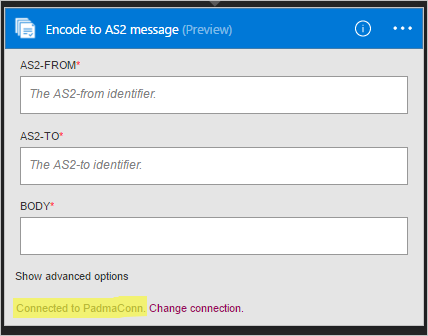 Encode to AS2 message (Preview)
AS2-FROM*
The AS2-from identifier.
AS2-TO*
The AS2-to identifier.
BODY*
Show advanced options
Connected to PadmaConn. Change connection.